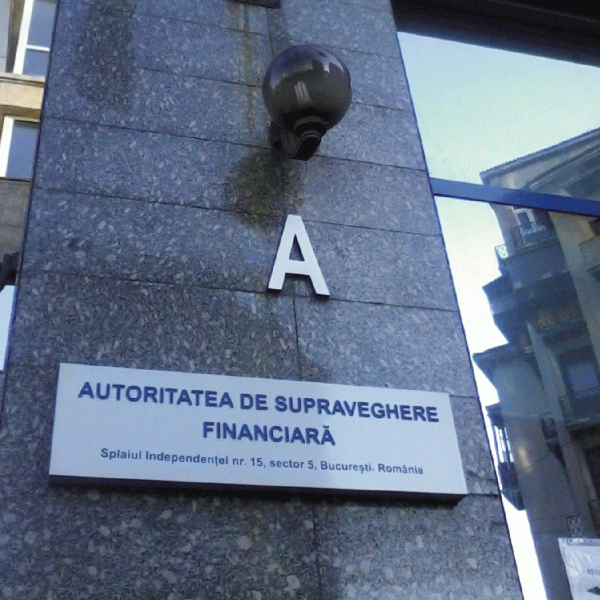 A
AUTORITATEA DE SUPRAVEGHERE
FINANCIARĂ
Splaiul Independenței nr. 15, sector 5, București, România